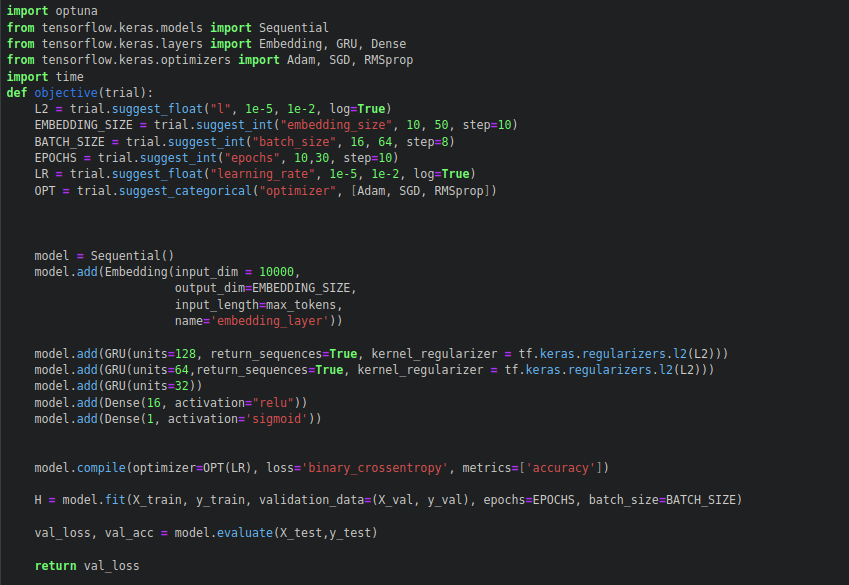 import optuna
from tensorflow.keras.models import Sequential
from tensorflow.keras.layers import Embedding, GRU, Dense
from tensorflow.keras.optimizers import Adam, SGD, RMSprop
import time
def objective(trial):
    L2 = trial.suggest_float("l", 1e-5, 1e-2, log=True)
    EMBEDDING_SIZE = trial.suggest_int("embedding_size", 10, 50, step=10)
    BATCH_SIZE = trial.suggest_int("batch_size", 16, 64, step=8)
    EPOCHS = trial.suggest_int("epochs", 10,30, step=10)
    LR = trial.suggest_float("learning_rate", 1e-5, 1e-2, log=True)
    OPT = trial.suggest_categorical("optimizer", [Adam, SGD, RMSprop])
    model = Sequential()
    model.add(Embedding(input_dim = 10000,
                        output_dim=EMBEDDING_SIZE,
                        input_length=max_tokens,
                        name='embedding_layer'))
    model.add(GRU(units=128, return_sequences=True, kernel_regularizer = tf.keras.regularizers.l2(L2)))
    model.add(GRU(units=64,return_sequences=True, kernel_regularizer = tf.keras.regularizers.l2(L2)))
    model.add(GRU(units=32))
    model.add(Dense(16, activation="relu"))
    model.add(Dense(1, activation='sigmoid'))
    model.compile(optimizer=OPT(LR), loss='binary_crossentropy', metrics=['accuracy'])
    H = model.fit(X_train, y_train, validation_data=(X_val, y_val), epochs=EPOCHS, batch_size=BATCH_SIZE)
    val_loss, val_acc = model.evaluate(X_test,y_test)
    return val_loss